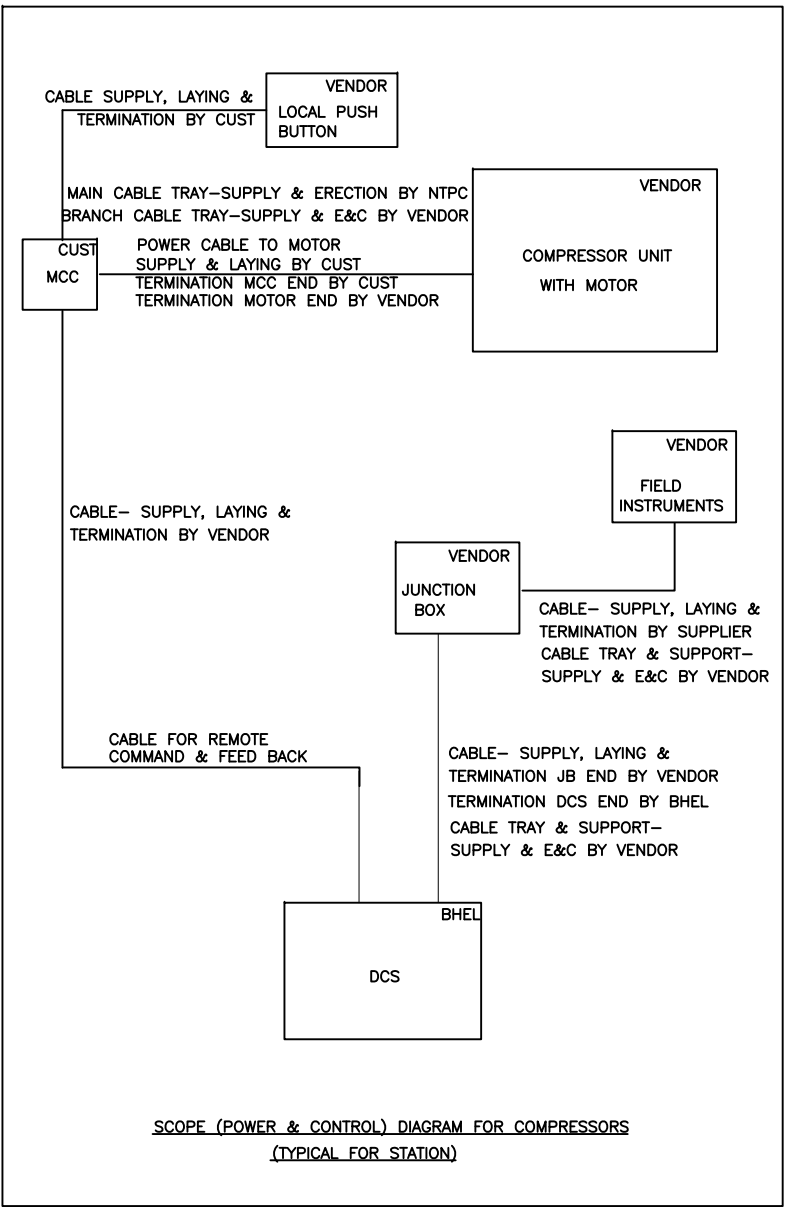 VENDOR
LOCAL PUSH
BUTTON
CABLE SUPPLY, LAYING &
TERMINATION BY CUST
MAIN CABLE TRAY-SUPPLY & ERECTION BY NTPC
BRANCH CABLE TRAY-SUPPLY & E&C BY VENDOR
VENDOR
COMPRESSOR UNIT
WITH MOTOR
CUST
MCC
POWER CABLE TO MOTOR
SUPPLY & LAYING BY CUST
TERMINATION MCC END BY CUST
TERMINATION MOTOR END BY VENDOR
VENDOR
FIELD
INSTRUMENTS
CABLE- SUPPLY, LAYING &
TERMINATION BY VENDOR
VENDOR
JUNCTION
BOX
CABLE- SUPPLY, LAYING &
TERMINATION BY SUPPLIER
CABLE TRAY & SUPPORT-
SUPPLY & E&C BY VENDOR
CABLE FOR REMOTE
COMMAND & FEED BACK
CABLE- SUPPLY, LAYING &
TERMINATION JB END BY VENDOR
TERMINATION DCS END BY BHEL
CABLE TRAY & SUPPORT-
SUPPLY & E&C BY VENDOR
BHEL
DCS
SCOPE (POWER & CONTROL) DIAGRAM FOR COMPRESSORS
(TYPICAL FOR STATION)